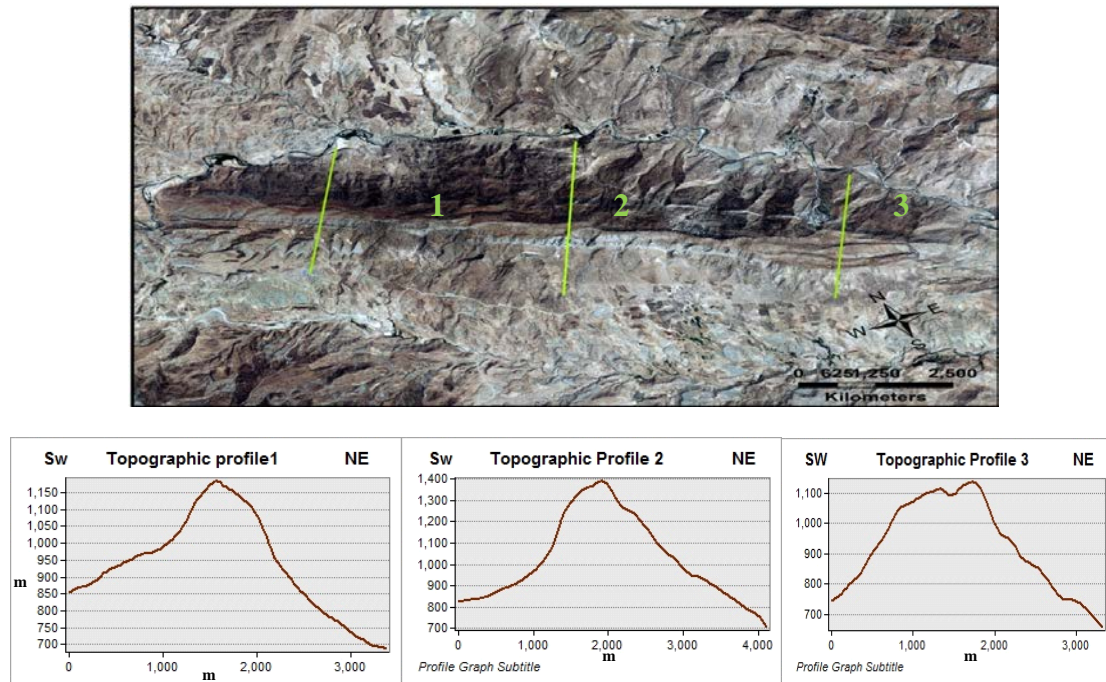 1
2
3
N
W
E
S
0 6251,250 2,500
Kilometers
Sw Topographic profile1 NE
1,150
1,100
1,050
1,000
950
900
850
800
750
700
m
0 1,000 2,000 3,000
m
Sw Topographic Profile 2 NE
1,400
1,300
1,200
1,100
1,000
900
800
700
0 1,000 2,000 3,000 4,000
m
Profile Graph Subtitle
SW Topographic Profile 3 NE
1,100
1,000
900
800
700
0 1,000 2,000 3,000
m
Profile Graph Subtitle